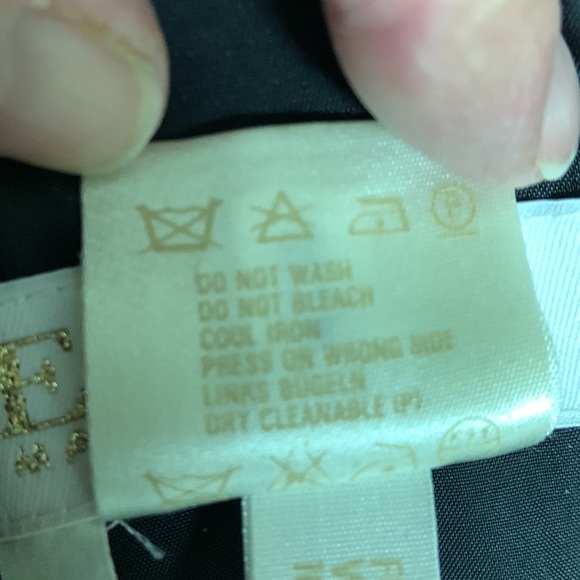 P
DO NOT WASH
DO NOT BLEACH
COOL IRON
PRESS ON WRONG SIDE
LINKS BUGELN
DRY CLEANABLE (P)
E